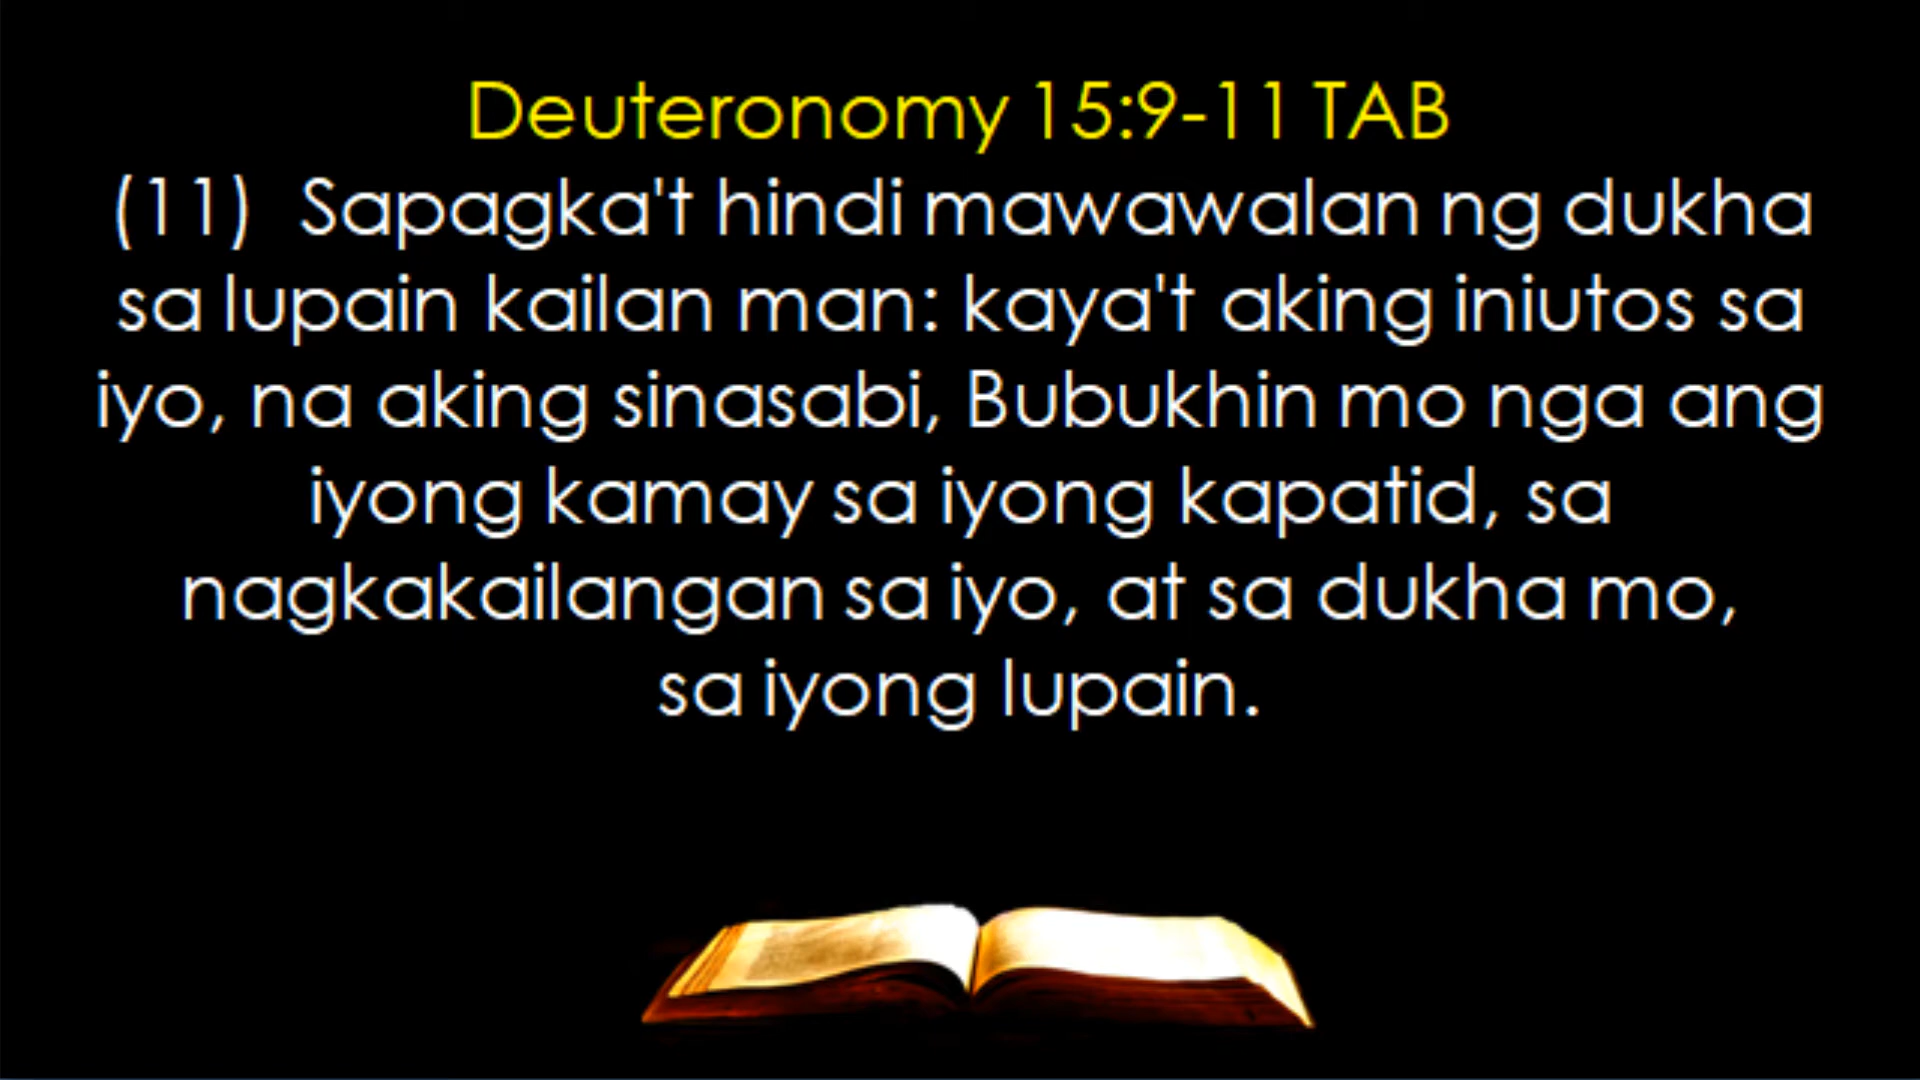 Deuteronomy 15:9-11 TAB
(11)  Sapagka't hindi mawawalan ng dukha
sa lupain kailan man: kaya't aking iniutos sa
iyo, na aking sinasabi, Bubukhin mo nga ang
iyong kamay sa iyong kapatid, sa
nagkakailangan sa iyo, at sa dukha mo,
sa iyong lupain.